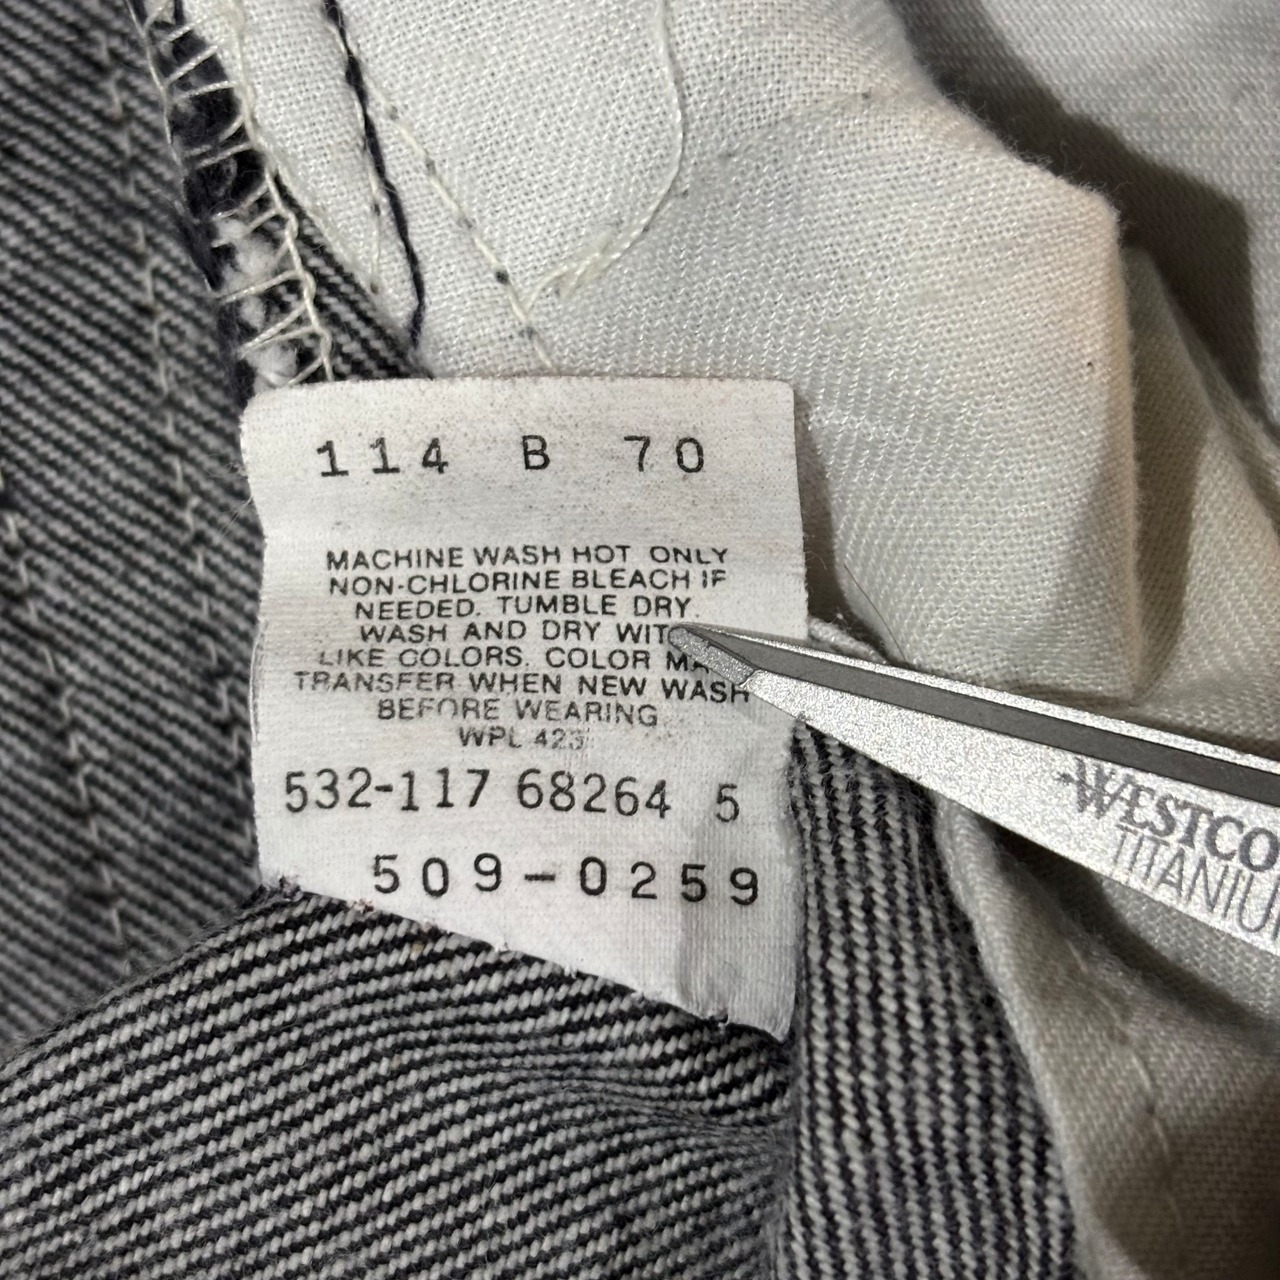 114 B 70
MACHINE WASH HOT ONLY
NON-CHLORINE BLEACH IF
NEEDED. TUMBLE DRY.
WASH AND DRY WIT
LIKE COLORS. COLOR MA
TRANSFER WHEN NEW WASH
BEFORE WEARING
WPL 423
532-117 68264 5
509-0259
WESTCO
TITANIU